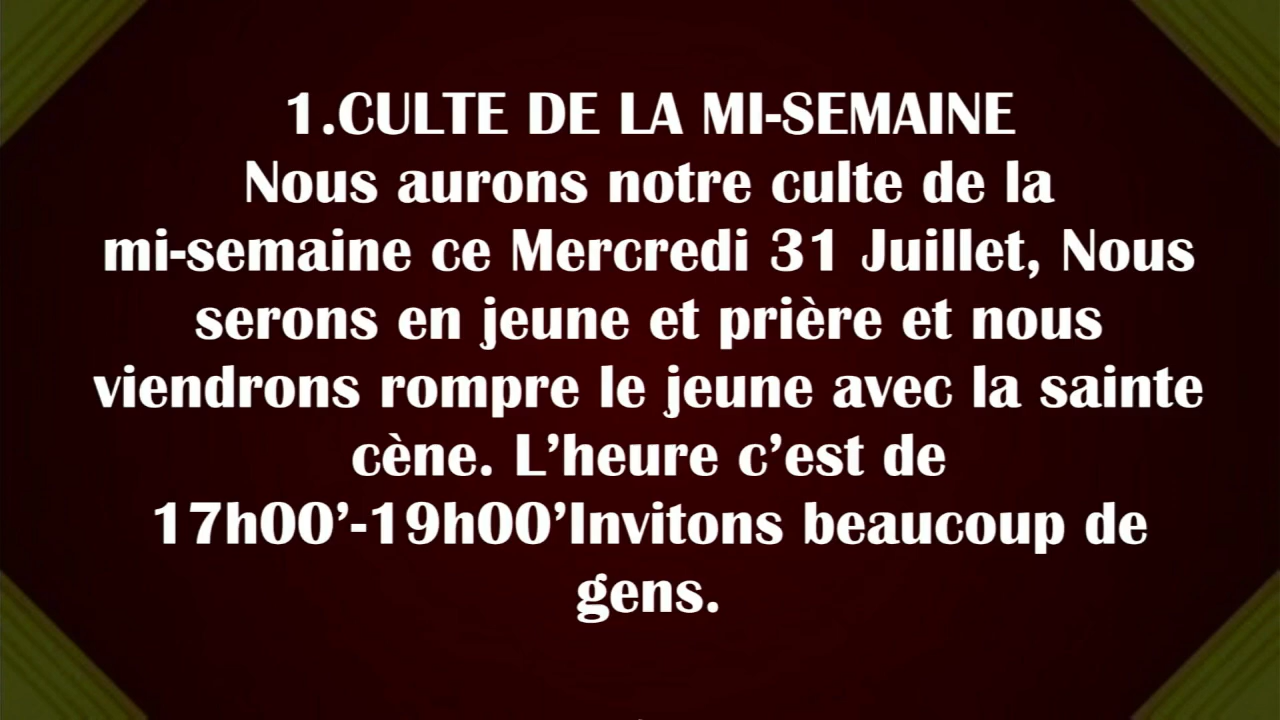 1.CULTE DE LA MI-SEMAINE
Nous aurons notre culte de la
mi-semaine ce Mercredi 31 Juillet, Nous
serons en jeune et prière et nous
viendrons rompre le jeune avec la sainte
cène. L’heure c’est de
17h00’-19h00’Invitons beaucoup de
gens.